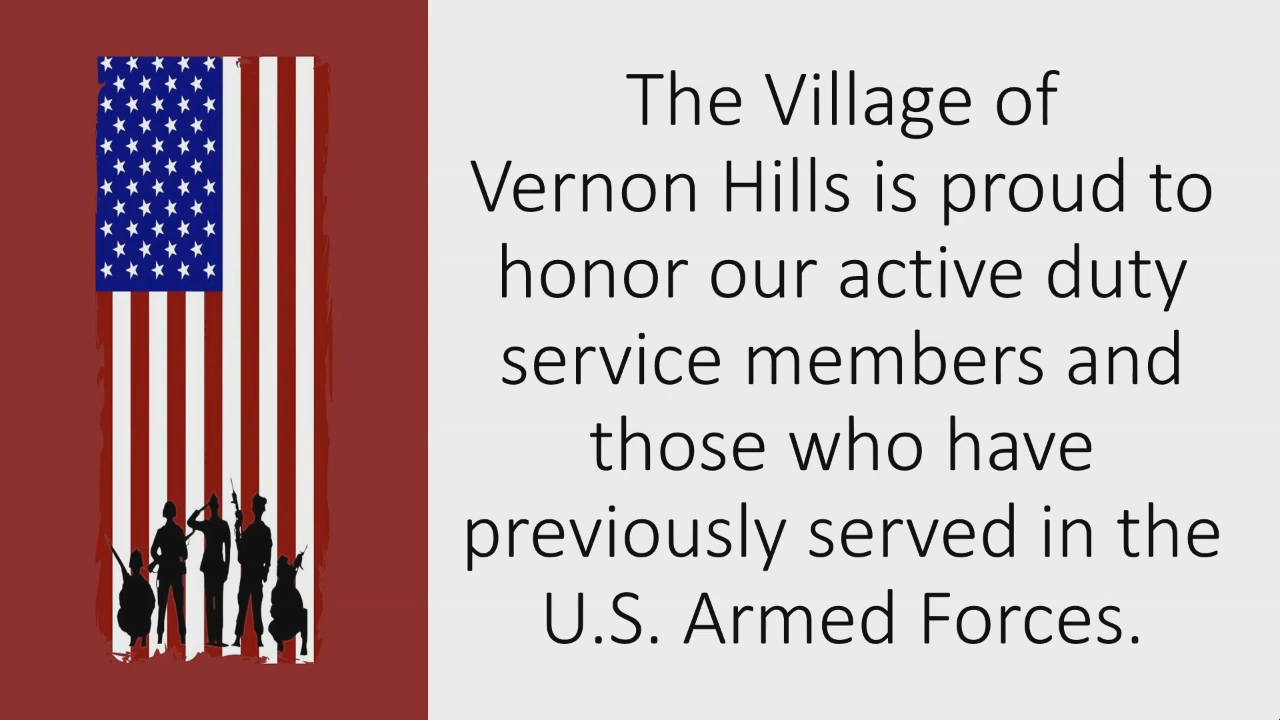 The Village of
Vernon Hills is proud to
honor our active duty
service members and
those who have
previously served in the
U.S. Armed Forces.